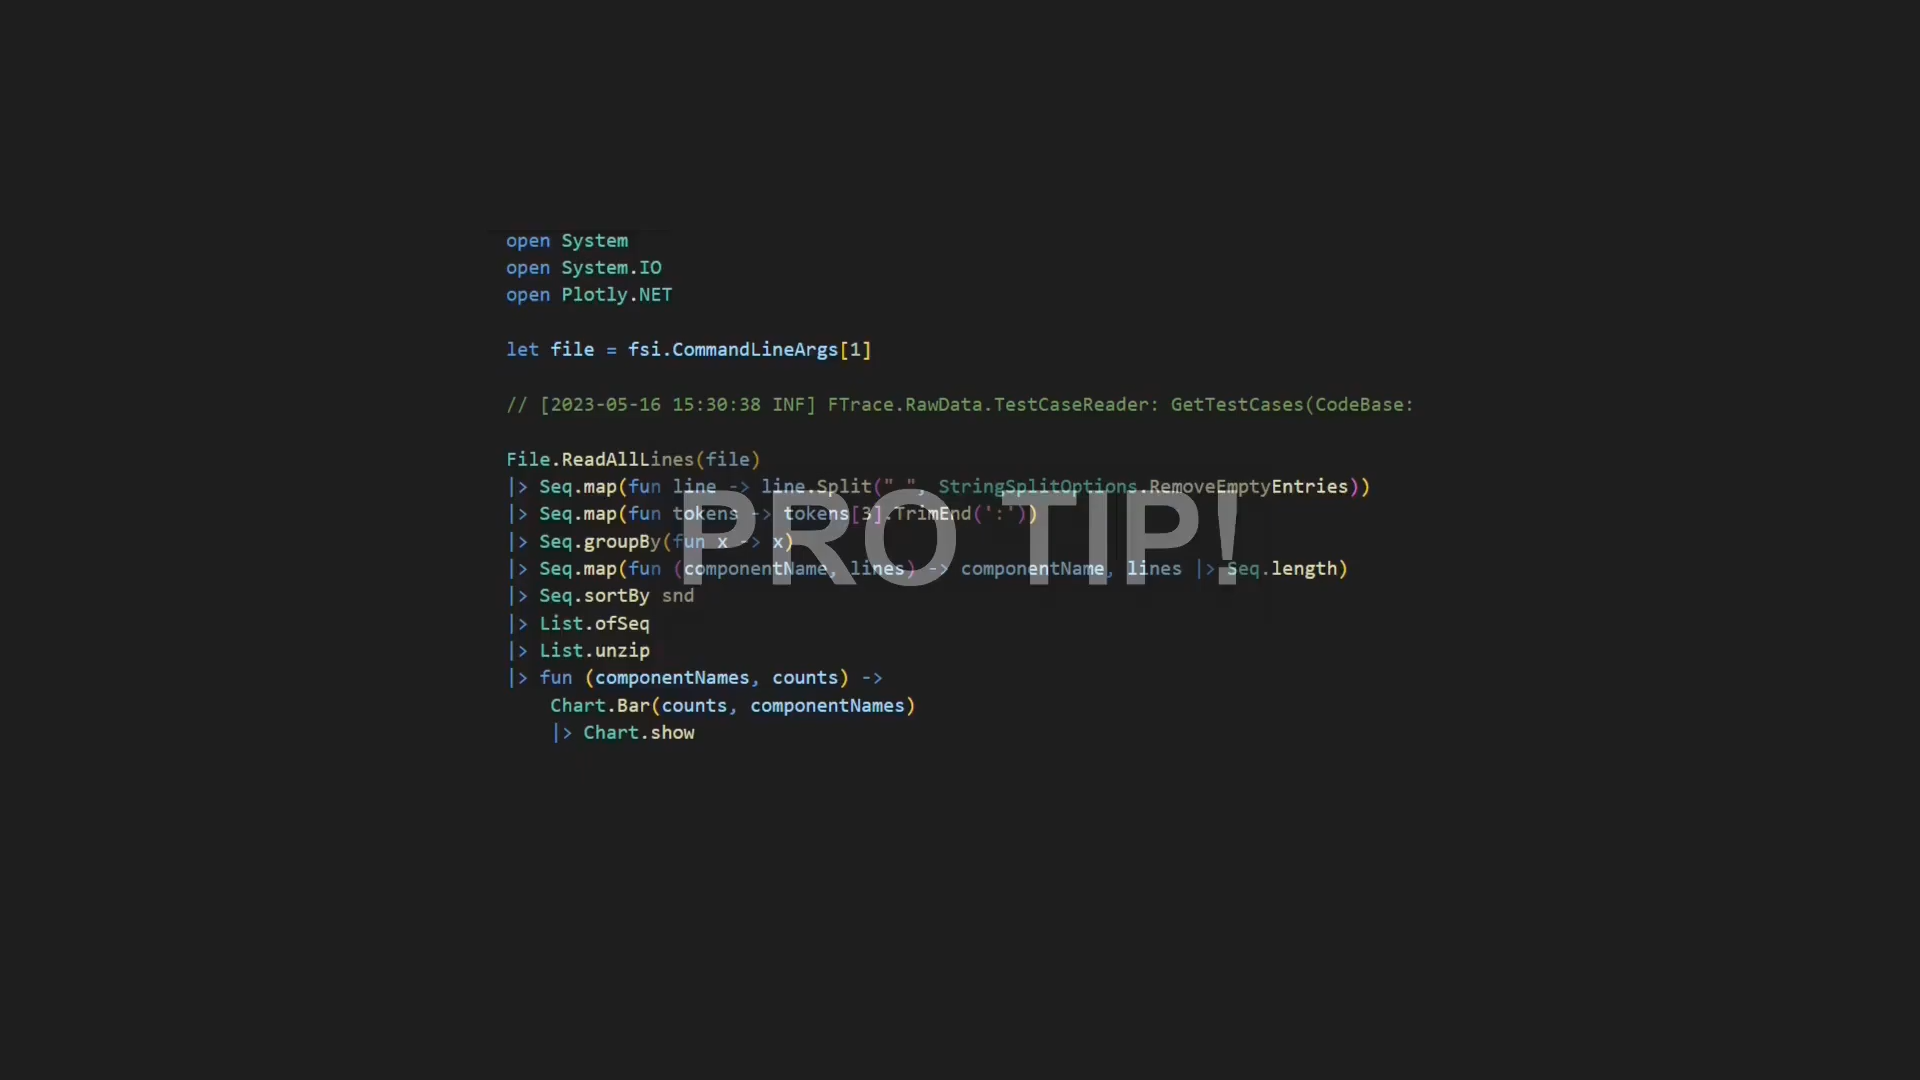 open System
open System.IO
open Plotly.NET
let file = fsi.CommandLineArgs[1]
// [2023-05-16 15:30:38 INF] FTrace.RawData.TestCaseReader: GetTestCases(CodeBase:
File.ReadAllLines(file)
|> Seq.map(fun line -> line.Split(" ", StringSplitOptions.RemoveEmptyEntries))
|> Seq.map(fun tokens -> tokens[3].TrimEnd(':'))
|> Seq.groupBy(fun x -> x)
|> Seq.map(fun (componentName, lines) -> componentName, lines |> Seq.length)
|> Seq.sortBy snd
|> List.ofSeq
|> List.unzip
|> fun (componentNames, counts) ->
Chart.Bar(counts, componentNames)
|> Chart.show
PRO TIP!